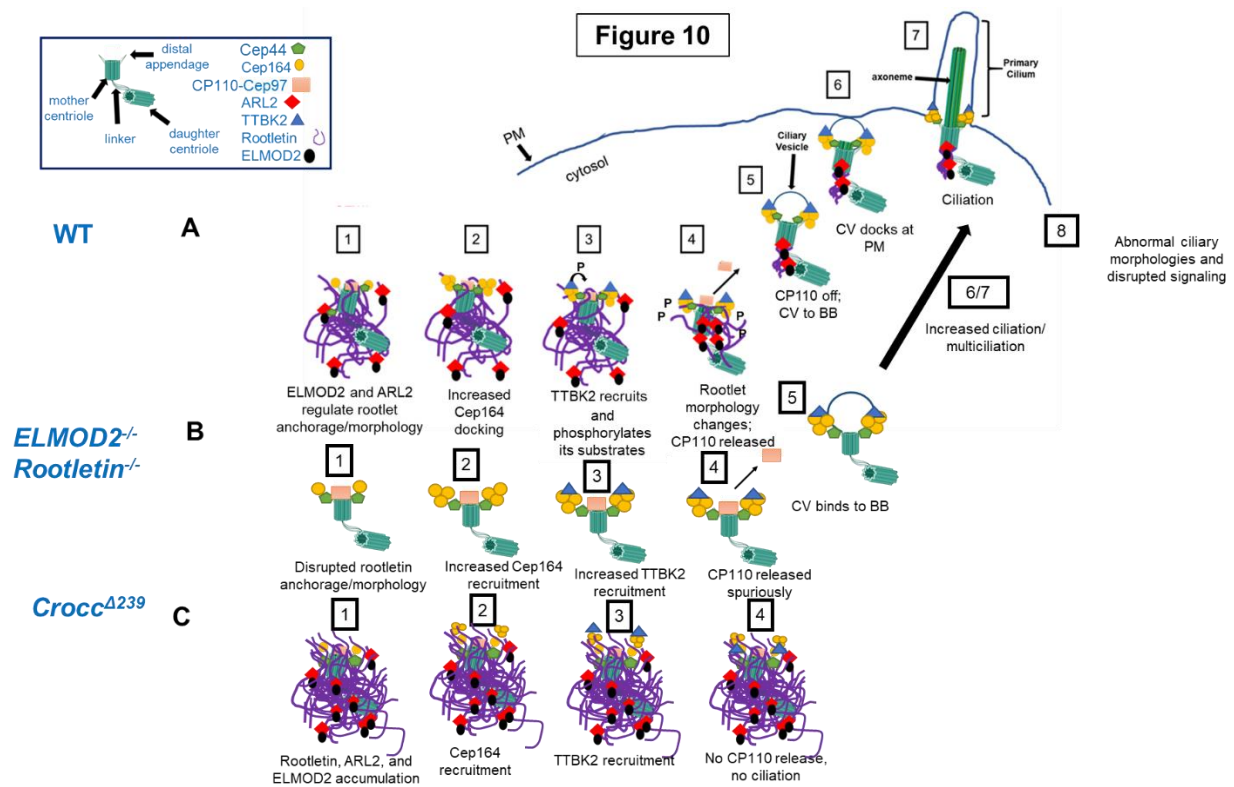 Figure 10
distal
appendage
mother
centriole
linker
daughter
centriole
Cep44
Cep164
CP110-Cep97
ARL2
TTBK2
Rootletin
ELMOD2
PM
cytosol
7
axoneme
Primary
Cilium
6
Ciliary
Vesicle
5
Ciliation
CV docks at
PM
CP110 off;
CV to BB
8
Abnormal ciliary
morphologies and
disrupted signaling
6/7
Increased ciliation/
multiciliation
WT
A
1
2
3
4
P
P
P
P
P
ELMOD2 and ARL2
regulate rootlet
anchorage/morphology
Increased
Cep164
docking
TTBK2 recruits
and
phosphorylates
its substrates
Rootlet
morphology
changes;
CP110 released
ELMOD2-/-
Rootletin-/-
B
1
2
3
4
5
Disrupted rootletin
anchorage/morphology
Increased Cep164
recruitment
Increased TTBK2
recruitment
CP110 released
spuriously
CV binds to BB
CroccΔ239
C
1
2
3
4
Rootletin, ARL2, and
ELMOD2 accumulation
Cep164
recruitment
TTBK2 recruitment
No CP110 release,
no ciliation